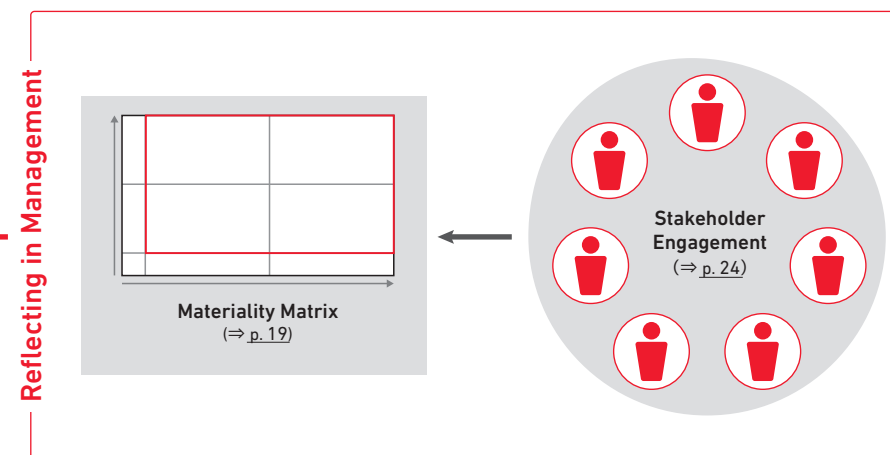 Reflecting in Management
Materiality Matrix
(⇒ p. 19)
Stakeholder
Engagement
(⇒ p. 24)